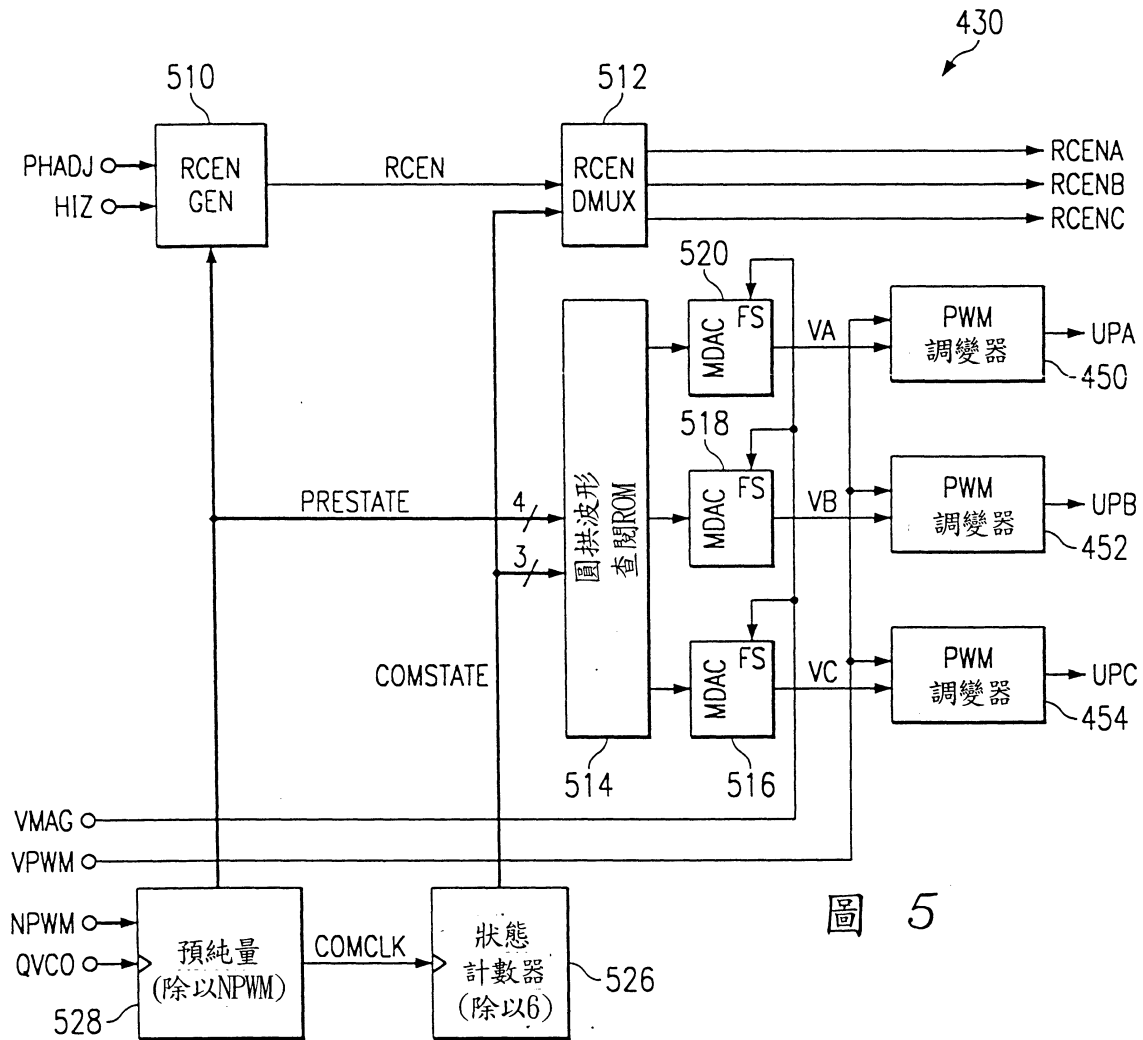 430
510
512
PHADJ
HIZ
RCEN
GEN
RCEN
RCEN
DMUX
RCENA
RCENB
RCENC
520
MDAC
FS
VA
PWM
調變器
UPA
450
518
MDAC
FS
VB
PWM
調變器
UPB
452
PRESTATE
4
3
圓拱波形
查閱ROM
COMSTATE
MDAC
FS
VC
PWM
調變器
UPC
454
514
516
VMAG
VPWM
NPWM
QVCO
預純量
(除以NPWM)
528
COMCLK
狀態
計數器
(除以6)
526
圖 5